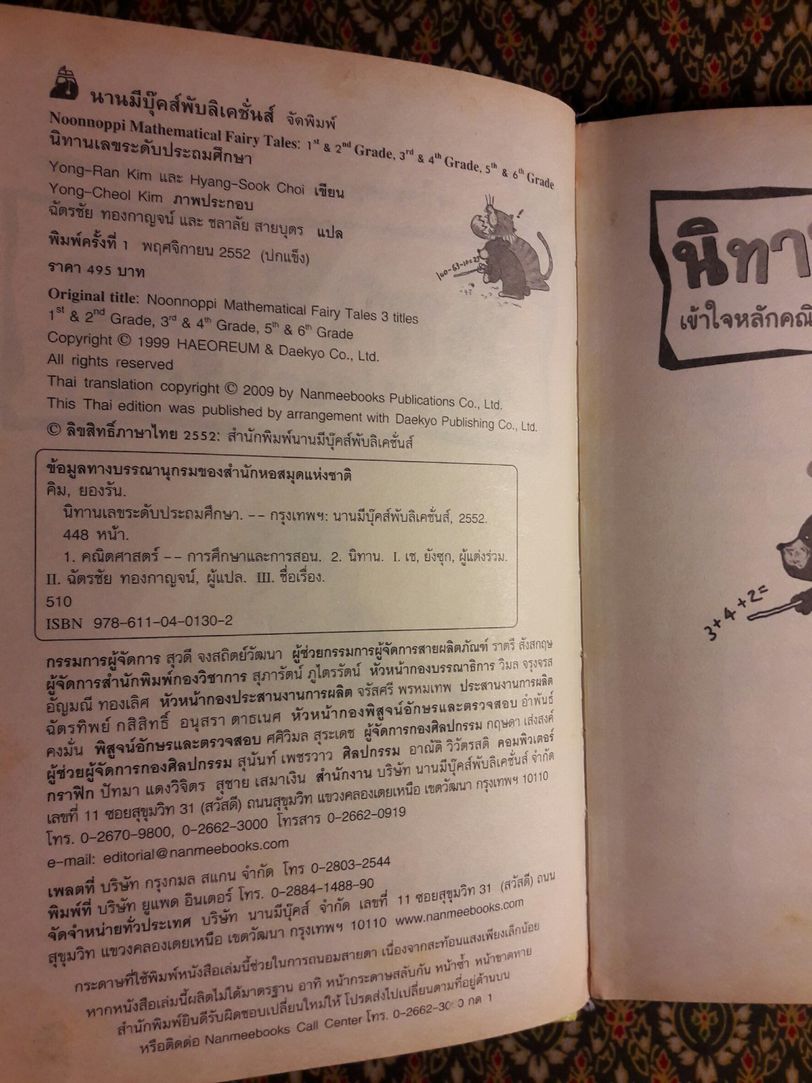 นานมีบุ๊คส์พับลิเคชั่นส์ จัดพิมพ์
Noonnoppi Mathematical Fairy Tales: 1st & 2nd Grade, 3rd & 4th Grade, 5th & 6th Grade
นิทานเลขระดับประถมศึกษา
Yong-Ran Kim และ Hyang-Sook Choi เขียน
Yong-Cheol Kim ภาพประกอบ
ฉัตรชัย ทองกาญจน์ และ ชลาลัย สายบุตร แปล
พิมพ์ครั้งที่ 1 พฤศจิกายน 2552 (ปกแข็ง)
ราคา 495 บาท
Original title: Noonnoppi Mathematical Fairy Tales 3 titles
1st & 2nd Grade, 3rd & 4th Grade, 5th & 6th Grade
Copyright © 1999 HAEOREUM & Daekyo Co., Ltd.
All rights reserved
Thai translation copyright © 2009 by Nanmeebooks Publications Co., Ltd.
This Thai edition was published by arrangement with Daekyo Publishing Co., Ltd.
© ลิขสิทธิ์ภาษาไทย 2552: สำนักพิมพ์นานมีบุ๊คส์พับลิเคชั่นส์
ข้อมูลทางบรรณานุกรมของสำนักหอสมุดแห่งชาติ
คิม, ยองรัน.
นิทานเลขระดับประถมศึกษา. -- กรุงเทพฯ: นานมีบุ๊คส์พับลิเคชั่นส์, 2552.
448 หน้า.
1. คณิตศาสตร์ -- การศึกษาและการสอน. 2. นิทาน. I. เช, ยังซุก, ผู้แต่งร่วม.
II. ฉัตรชัย ทองกาญจน์, ผู้แปล. III. ชื่อเรื่อง.
510
ISBN 978-611-04-0130-2
กรรมการผู้จัดการ สุวดี จงสถิตย์วัฒนา ผู้ช่วยกรรมการผู้จัดการสายผลิตภัณฑ์ ราตรี สังสกฤษ
ผู้จัดการสำนักพิมพ์กองวิชาการ สุภารัตน์ ภูไตรรัตน์ หัวหน้ากองบรรณาธิการ วิมล จรุงจรส
อัญมณี ทองเลิศ หัวหน้ากองประสานงานการผลิต จรัสศรี พรหมเทพ ประสานงานการผลิต
ฉัตรทิพย์ กสิสิทธิ์ อนุสรา ดาธเนศ หัวหน้ากองพิสูจน์อักษรและตรวจสอบ อำพันธ์
คงมั่น พิสูจน์อักษรและตรวจสอบ ศศิวิมล สุระเดช ผู้จัดการกองศิลปกรรม กฤษดา เส่งสงค์
ผู้ช่วยผู้จัดการกองศิลปกรรม สุนันท์ เพชรวาว ศิลปกรรม อาณัติ วิวัตรสดี คอมพิวเตอร์
กราฟิก ปัทมา แดงวิจิตร สุชาย เสมาเงิน สำนักงาน บริษัท นานมีบุ๊คส์พับลิเคชั่นส์ จำกัด
เลขที่ 11 ซอยสุขุมวิท 31 (สวัสดี) ถนนสุขุมวิท แขวงคลองเตยเหนือ เขตวัฒนา กรุงเทพฯ 10110
โทร. 0-2670-9800, 0-2662-3000 โทรสาร 0-2662-0919
e-mail: editorial@nanmeebooks.com
เพลตที่ บริษัท กรุงกมล สแกน จำกัด โทร 0-2803-2544
พิมพ์ที่ บริษัท ยูแพด อินเตอร์ โทร. 0-2884-1488-90
จัดจำหน่ายทั่วประเทศ บริษัท นานมีบุ๊คส์ จำกัด เลขที่ 11 ซอยสุขุมวิท 31 (สวัสดี) ถนน
สุขุมวิท แขวงคลองเตยเหนือ เขตวัฒนา กรุงเทพฯ 10110 www.nanmeebooks.com
กระดาษที่ใช้พิมพ์หนังสือเล่มนี้ช่วยในการถนอมสายตา เนื่องจากสะท้อนแสงเพียงเล็กน้อย
หากหนังสือเล่มนี้ผลิตไม่ได้มาตรฐาน อาทิ หน้ากระดาษสลับกัน หน้าซ้ำ หน้าขาดหาย
สำนักพิมพ์ยินดีรับผิดชอบเปลี่ยนใหม่ให้ โปรดส่งไปเปลี่ยนตามที่อยู่ด้านบน
หรือติดต่อ Nanmeebooks Call Center โทร. กด 1
นิทา
เข้าใจหลักคณิ
3+4+2=